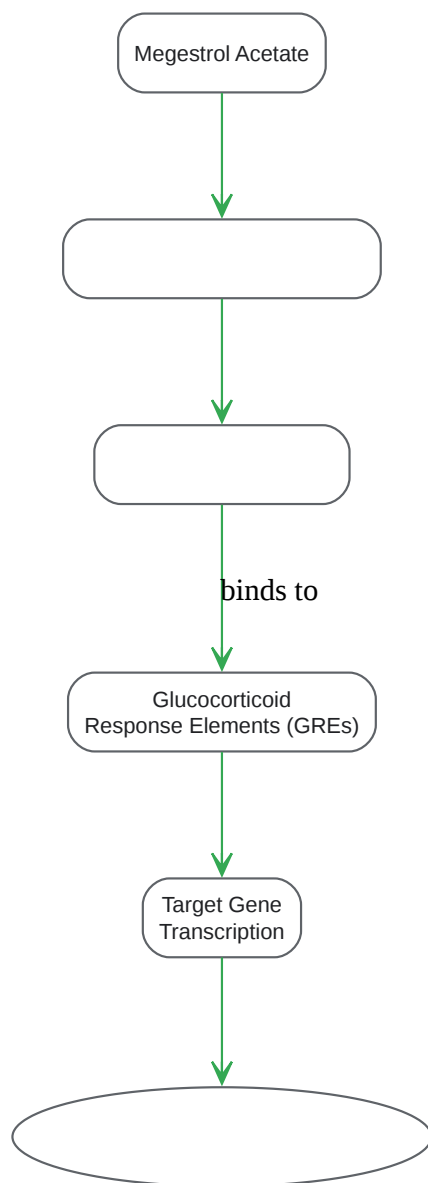 Megestrol Acetate
binds to
Glucocorticoid
Response Elements (GREs)
Target Gene
Transcription